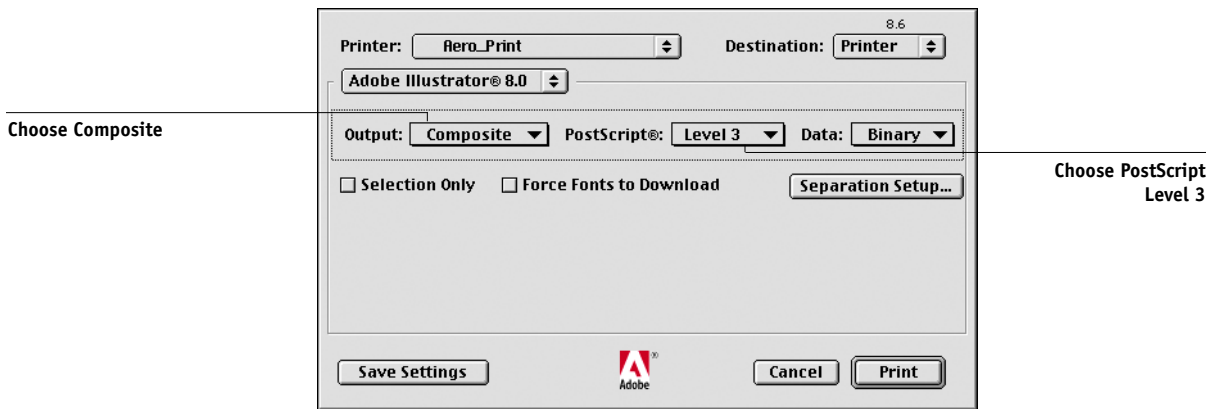 8.6
Printer: Aero_Print Destination: Printer
Adobe Illustrator® 8.0
Choose Composite
Output: Composite PostScript®: Level 3 Data: Binary
Choose PostScript
Level 3
Selection Only Force Fonts to Download Separation Setup...
Save Settings Adobe® Cancel Print